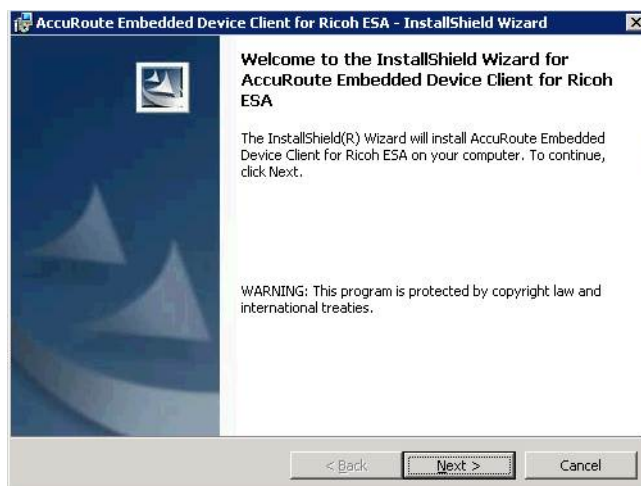 AccuRoute Embedded Device Client for Ricoh ESA - InstallShield Wizard
Welcome to the InstallShield Wizard for
AccuRoute Embedded Device Client for Ricoh
ESA
The InstallShield(R) Wizard will install AccuRoute Embedded
Device Client for Ricoh ESA on your computer. To continue,
click Next.
WARNING: This program is protected by copyright law and
international treaties.
< Back
Next >
Cancel